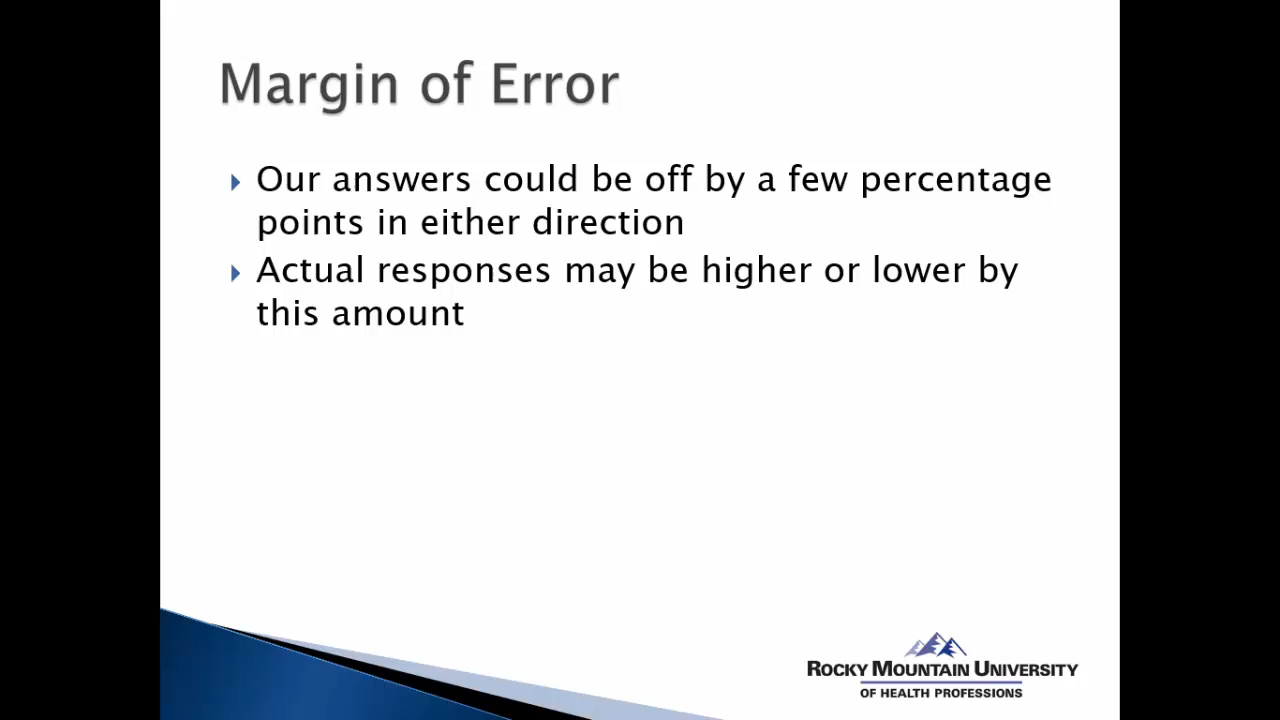 Margin of Error
Our answers could be off by a few percentage
points in either direction
Actual responses may be higher or lower by
this amount
ROCKY MOUNTAIN UNIVERSITY
OF HEALTH PROFESSIONS